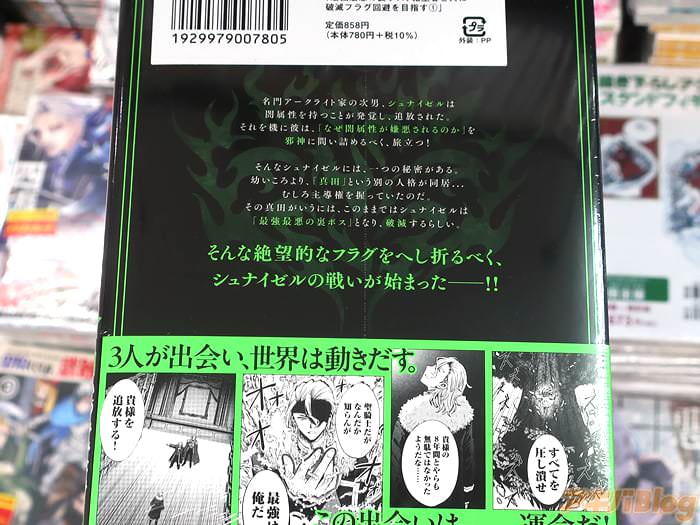 破滅フラグ回避を目指す①」
定価858円
(本体780円+税10%)
1929979007805
プラ
外装:PP
名門アークライト家の次男、シュナイゼルは
闇属性を持つことが発覚し、追放された。
それを機に彼は、「なぜ闇属性が嫌悪されるのか」を
邪神に問い詰めるべく、旅立つ!
そんなシュナイゼルには、一つの秘密がある。
幼いころより、『真田』という別の人格が同居…
むしろ主導権を握っていたのだ。
その真田がいうには、このままではシュナイゼルは
「最強最悪の裏ボス」となり、破滅するらしい。
そんな絶望的なフラグをへし折るべく、
シュナイゼルの戦いが始まった――!!
3人が出会い、世界は動きだす。
貴様を
追放する!
聖騎士だか
なんだか
知らんが
最強は
俺だ
貴様の
8年間とやらも
無駄ではなかった
ようだな……
すべてを
圧し潰せ
この出会いは
運命だ!
スタンドフィ